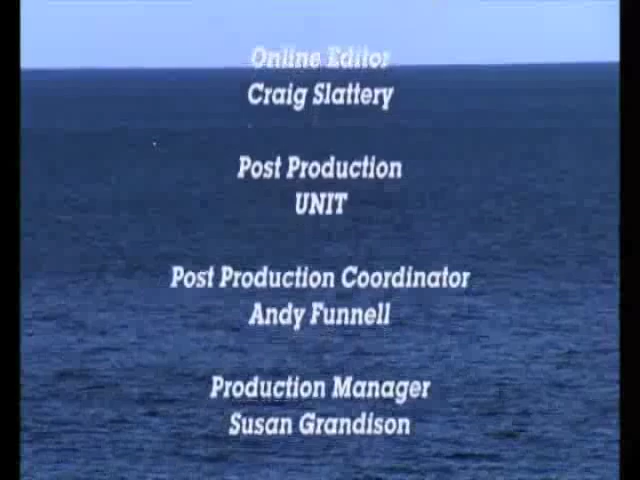 Online Editor
Craig Slattery
Post Production
UNIT
Post Production Coordinator
Andy Funnell
Production Manager
Susan Grandison